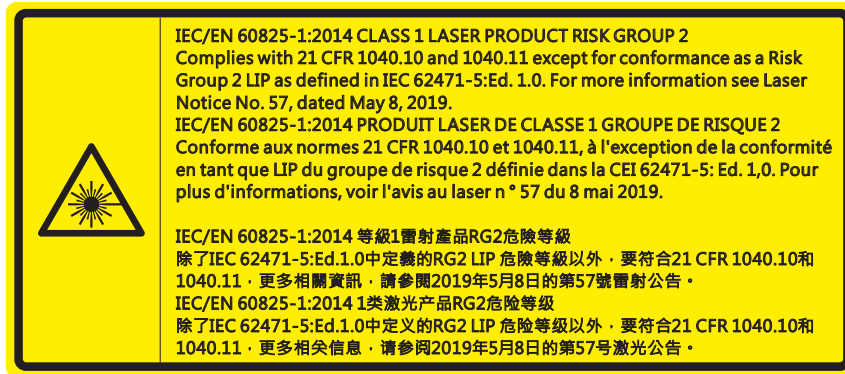 IEC/EN 60825-1:2014 CLASS 1 LASER PRODUCT RISK GROUP 2
Complies with 21 CFR 1040.10 and 1040.11 except for conformance as a Risk
Group 2 LIP as defined in IEC 62471-5:Ed. 1.0. For more information see Laser
Notice No. 57, dated May 8, 2019.
IEC/EN 60825-1:2014 PRODUIT LASER DE CLASSE 1 GROUPE DE RISQUE 2
Conforme aux normes 21 CFR 1040.10 et 1040.11, à l'exception de la conformité
en tant que LIP du groupe de risque 2 définie dans la CEI 62471-5: Ed. 1,0. Pour
plus d'informations, voir l'avis au laser n ° 57 du 8 mai 2019.
IEC/EN 60825-1:2014 等級1雷射產品RG2危險等級
除了IEC 62471-5:Ed.1.0中定義的RG2 LIP 危險等級以外，要符合21 CFR 1040.10和
1040.11，更多相關資訊，請參閱2019年5月8日的第57號雷射公告。
IEC/EN 60825-1:2014 1类激光产品RG2危险等级
除了IEC 62471-5:Ed.1.0中定义的RG2 LIP 危险等级以外，要符合21 CFR 1040.10和
1040.11，更多相关信息，请参阅2019年5月8日的第57号激光公告。